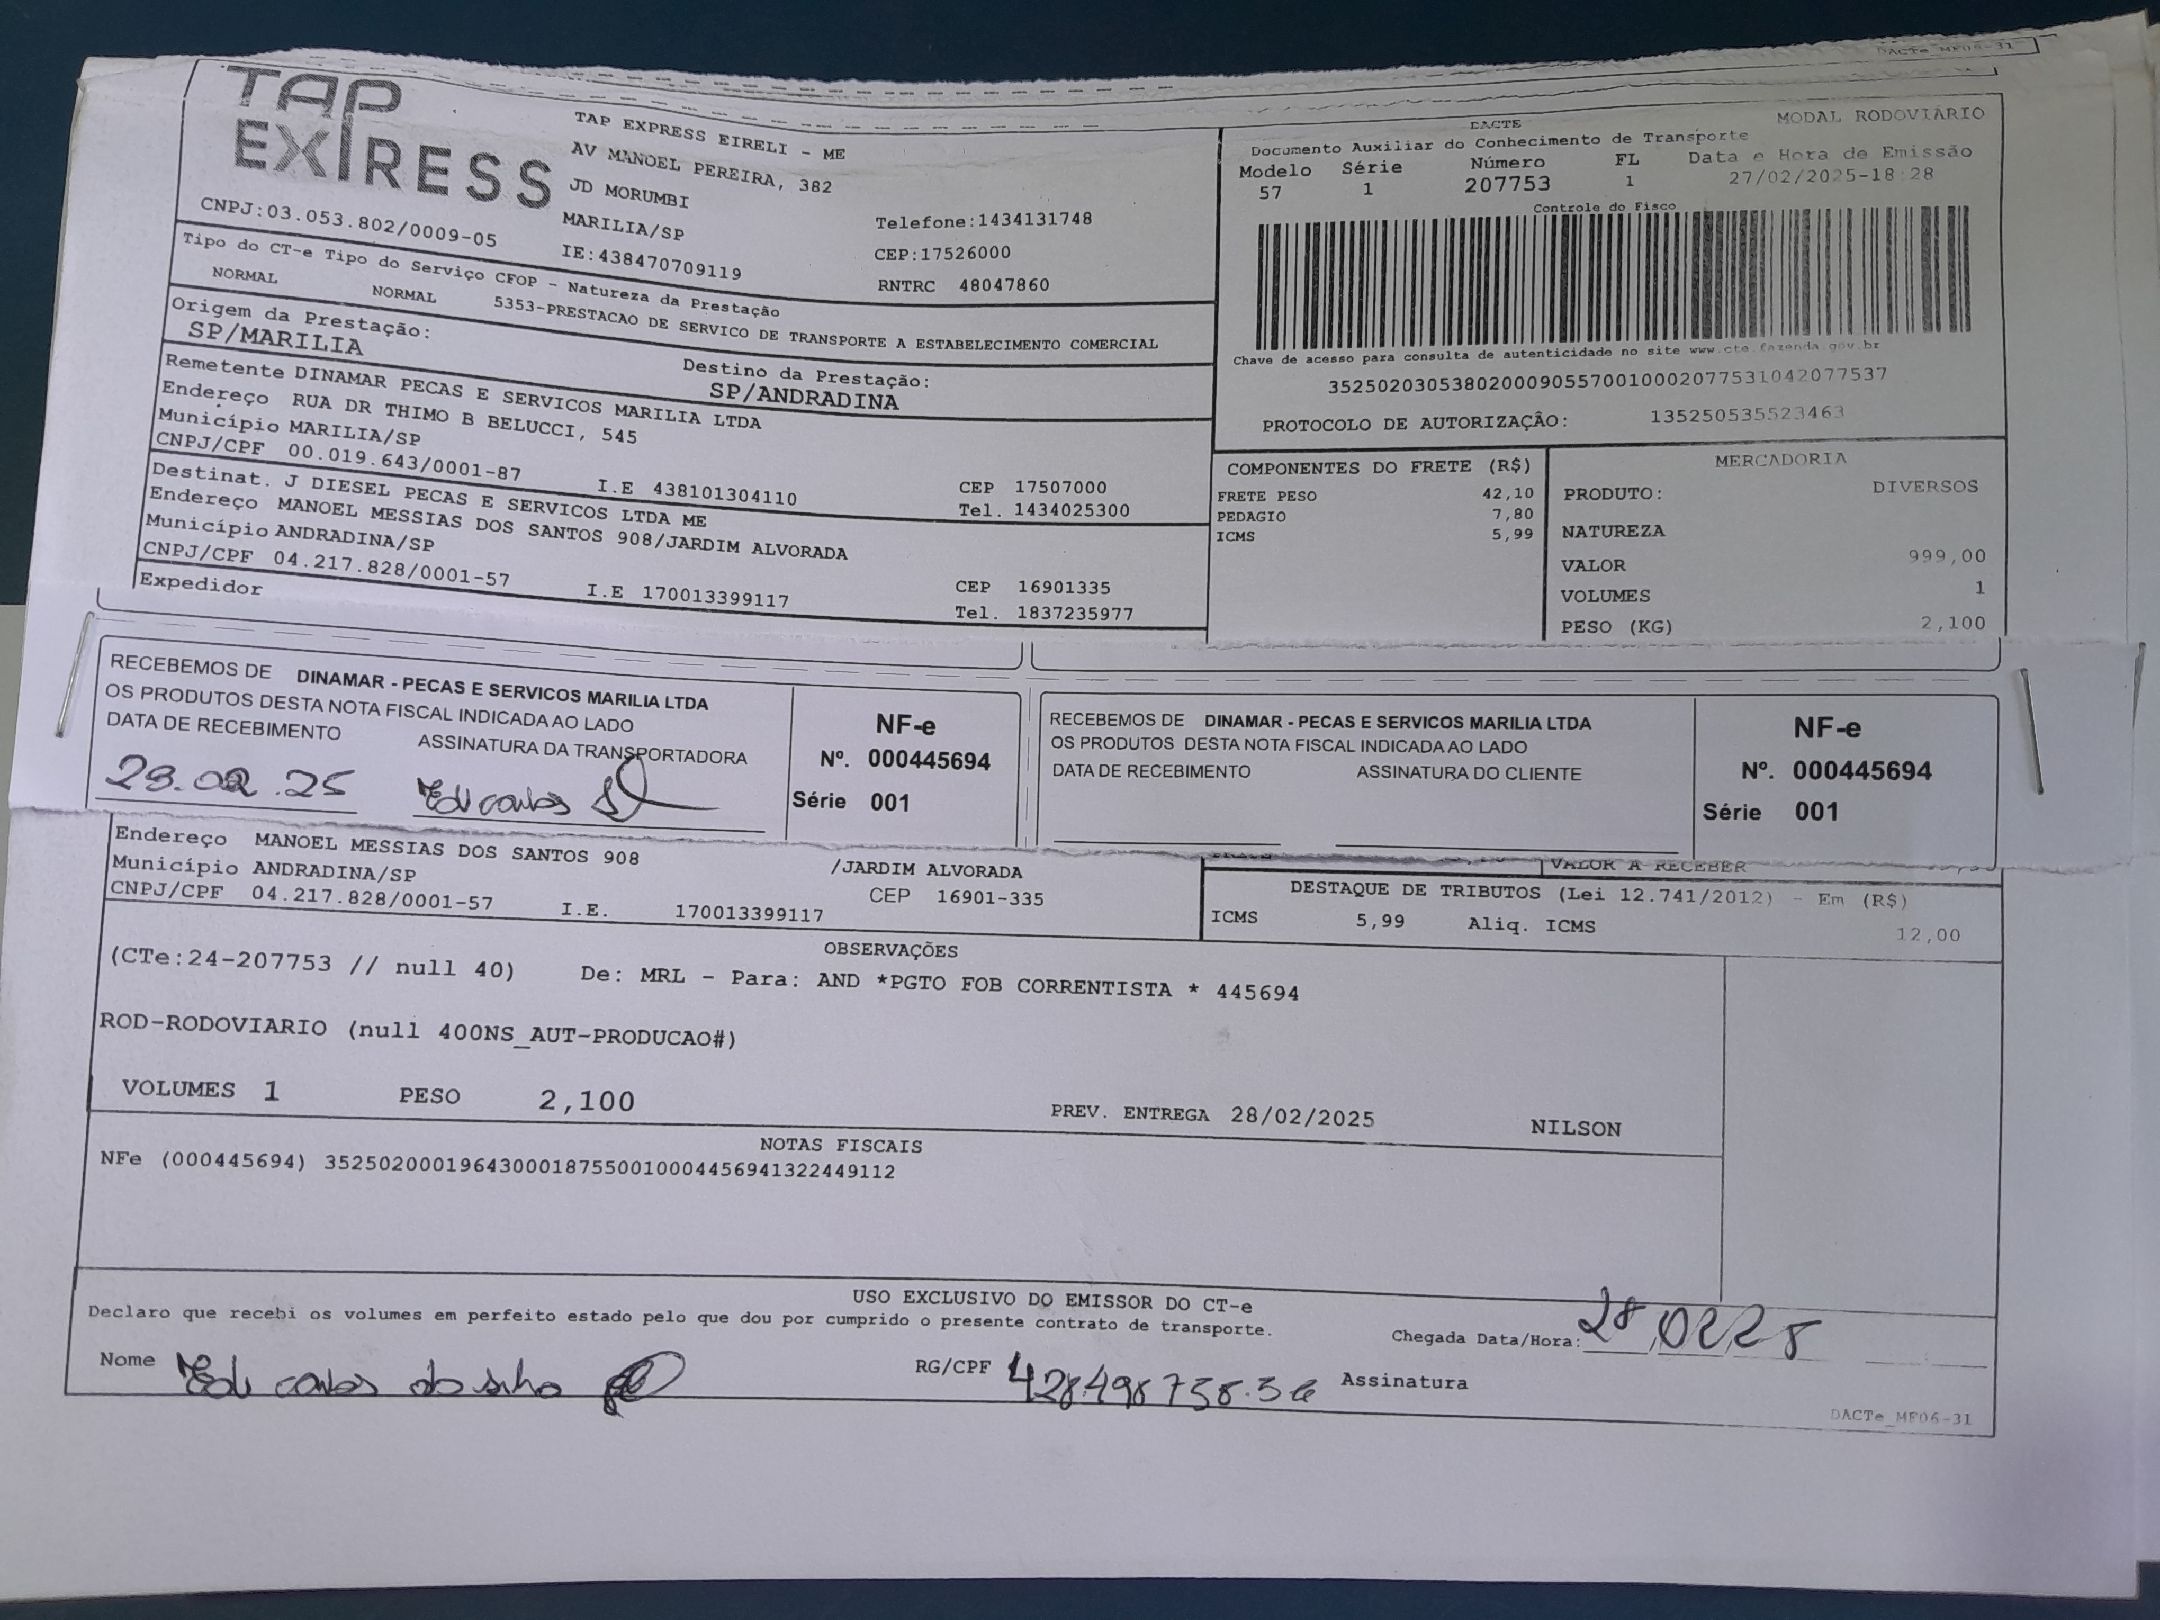 DACTe_MF06-31
TAP
EXPRESS
TAP EXPRESS EIRELI - ME
AV MANOEL PEREIRA, 382
JD MORUMBI
MARILIA/SP
Telefone:1434131748
CNPJ:03.053.802/0009-05
IE:438470709119
CEP:17526000
RNTRC 48047860
DACTE
MODAL RODOVIÁRIO
Documento Auxiliar do Conhecimento de Transporte
Modelo Série Número FL Data e Hora de Emissão
57 1 207753 1 27/02/2025-18:28
Controle do Fisco
Chave de acesso para consulta de autenticidade no site www.cte.fazenda.gov.br
35250203053802000905570010002077531042077537
PROTOCOLO DE AUTORIZAÇÃO: 135250535523463
Tipo do CT-e Tipo do Serviço CFOP - Natureza da Prestação
NORMAL NORMAL 5353-PRESTACAO DE SERVICO DE TRANSPORTE A ESTABELECIMENTO COMERCIAL
Origem da Prestação:
SP/MARILIA
Destino da Prestação:
SP/ANDRADINA
Remetente DINAMAR PECAS E SERVICOS MARILIA LTDA
Endereço RUA DR THIMO B BELUCCI, 545
Município MARILIA/SP
CEP 17507000
CNPJ/CPF 00.019.643/0001-87 I.E 438101304110 Tel. 1434025300
Destinat. J DIESEL PECAS E SERVICOS LTDA ME
Endereço MANOEL MESSIAS DOS SANTOS 908/JARDIM ALVORADA
Município ANDRADINA/SP
CEP 16901335
CNPJ/CPF 04.217.828/0001-57 I.E 170013399117 Tel. 1837235977
Expedidor
COMPONENTES DO FRETE (R$)
FRETE PESO 42,10
PEDAGIO 7,80
ICMS 5,99
MERCADORIA
PRODUTO: DIVERSOS
NATUREZA
VALOR 999,00
VOLUMES 1
PESO (KG) 2,100
RECEBEMOS DE DINAMAR - PECAS E SERVICOS MARILIA LTDA
OS PRODUTOS DESTA NOTA FISCAL INDICADA AO LADO
DATA DE RECEBIMENTO ASSINATURA DA TRANSPORTADORA
Edi carlos
NF-e
Nº. 000445694
Série 001
RECEBEMOS DE DINAMAR - PECAS E SERVICOS MARILIA LTDA
OS PRODUTOS DESTA NOTA FISCAL INDICADA AO LADO
DATA DE RECEBIMENTO ASSINATURA DO CLIENTE
NF-e
Nº. 000445694
Série 001
Endereço MANOEL MESSIAS DOS SANTOS 908 /JARDIM ALVORADA
Município ANDRADINA/SP CEP 16901-335
CNPJ/CPF 04.217.828/0001-57 I.E. 170013399117
VALOR A RECEBER
DESTAQUE DE TRIBUTOS (Lei 12.741/2012) - Em (R$)
ICMS 5,99 Aliq. ICMS 12,00
OBSERVAÇÕES
(CTe:24-207753 // null 40) De: MRL - Para: AND *PGTO FOB CORRENTISTA * 445694
ROD-RODOVIARIO (null 400NS_AUT-PRODUCAO#)
VOLUMES 1 PESO 2,100 PREV. ENTREGA 28/02/2025 NILSON
NOTAS FISCAIS
NFe (000445694) 35250200019643000187550010004456941322449112
USO EXCLUSIVO DO EMISSOR DO CT-e
Declaro que recebi os volumes em perfeito estado pelo que dou por cumprido o presente contrato de transporte.
Chegada Data/Hora: 28,02,25
Nome Edi carlos
RG/CPF
Assinatura
DACTe_MF06-31